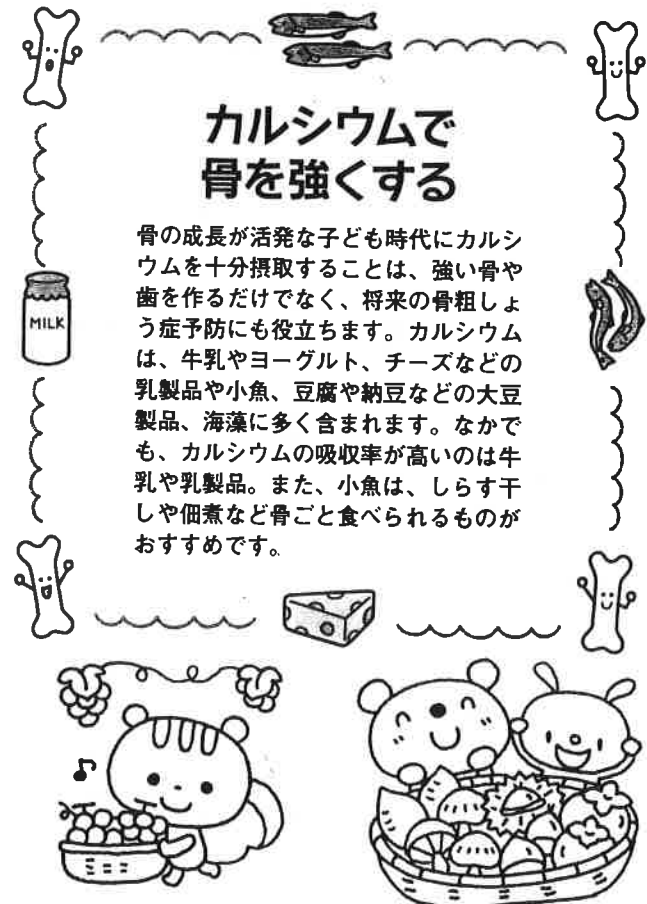 カルシウムで
骨を強くする
骨の成長が活発な子ども時代にカルシ
ウムを十分摂取することは、強い骨や
歯を作るだけでなく、将来の骨粗しょ
う症予防にも役立ちます。カルシウム
は、牛乳やヨーグルト、チーズなどの
乳製品や小魚、豆腐や納豆などの大豆
製品、海藻に多く含まれます。なかで
も、カルシウムの吸収率が高いのは牛
乳や乳製品。また、小魚は、しらす干
しや佃煮など骨ごと食べられるものが
おすすめです。
MILK